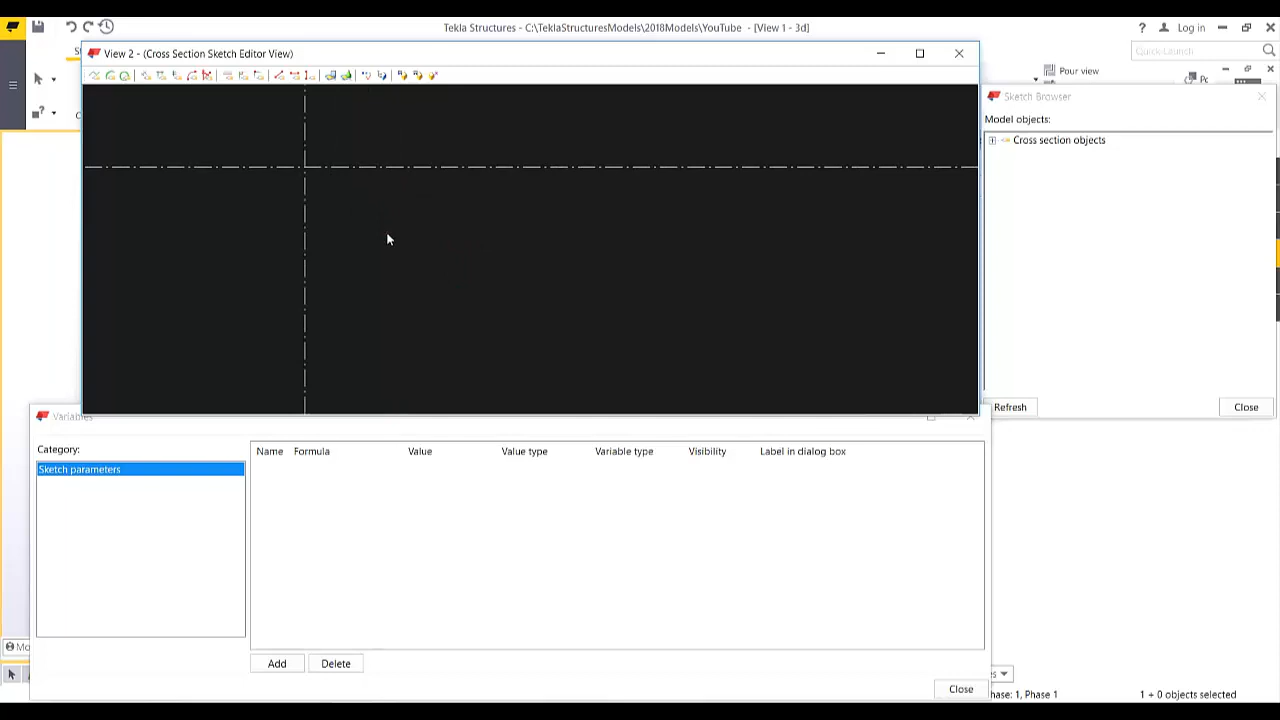 Tekla Structures - C:\TeklaStructuresModels\2018Models\YouTube - [View 1 - 3d]
Log in
View 2 - (Cross Section Sketch Editor View)
Quick Launch
Pour view
Sketch Browser
Model objects:
Cross section objects
Refresh
Close
Variables
Category:
Sketch parameters
Name Formula Value Value type Variable type Visibility Label in dialog box
Add Delete
Close
hase: 1, Phase 1
1 + 0 objects selected